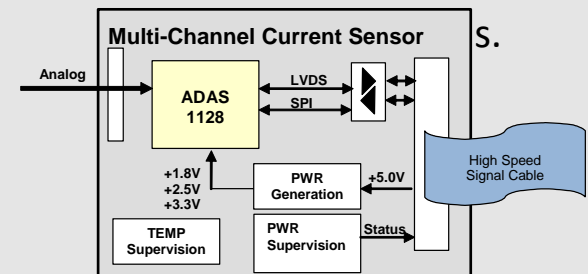 Multi-Channel Current Sensor
s.
Analog
ADAS
1128
LVDS
SPI
+1.8V
+2.5V
+3.3V
PWR
Generation
+5.0V
High Speed
Signal Cable
TEMP
Supervision
PWR
Supervision
Status